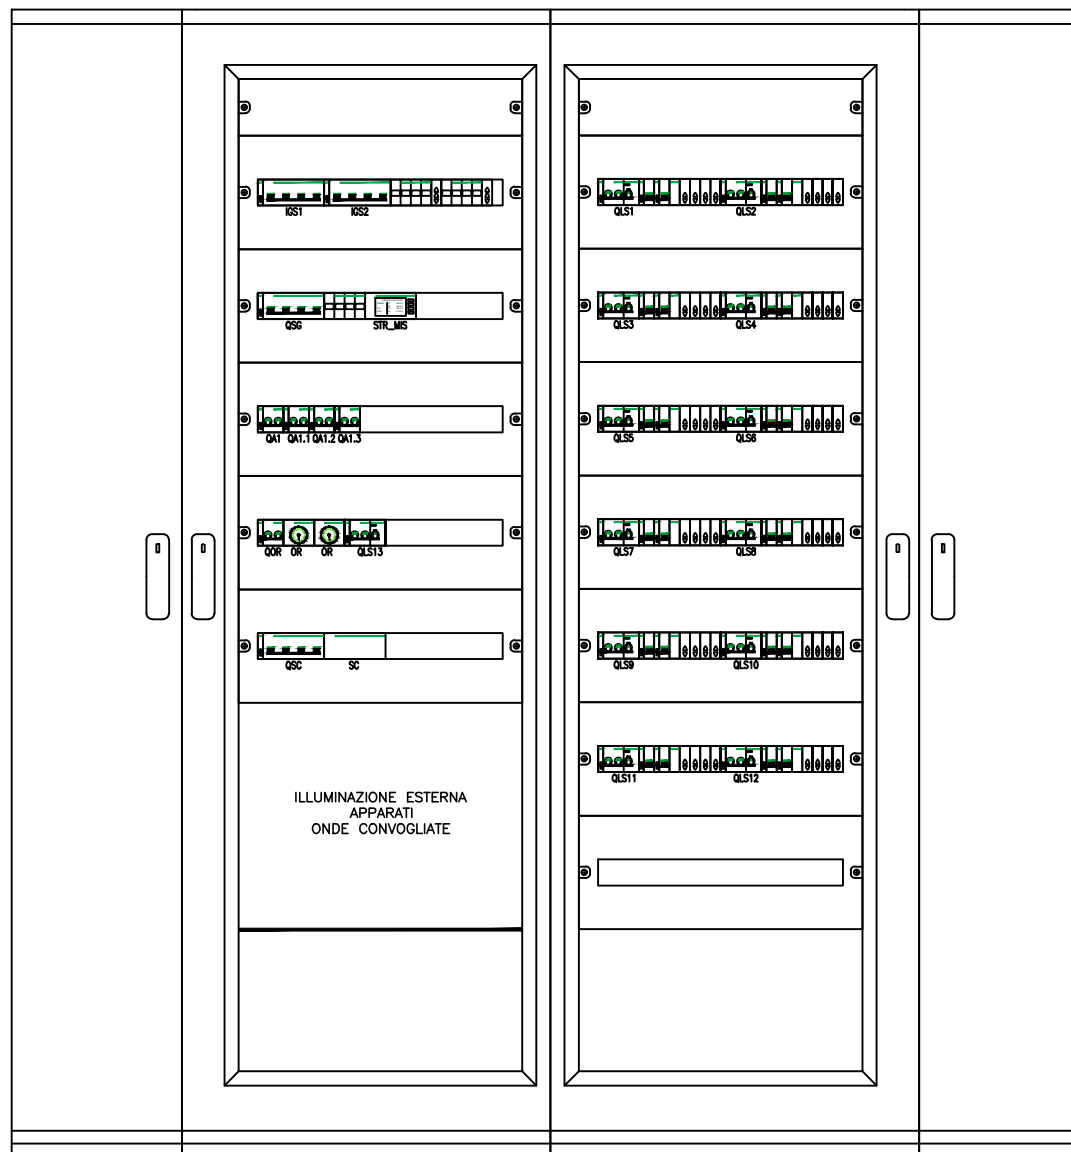 IGS1 IGS2
QLS1 QLS2
QSG STR_MIS
QLS3 QLS4
QA1 QA1.1 QA1.2 QA1.3
QLS5 QLS6
QOR OR OR QLS13
QLS7 QLS8
QSC SC
QLS9 QLS10
QLS11 QLS12
ILLUMINAZIONE ESTERNA
APPARATI
ONDE CONVOGLIATE